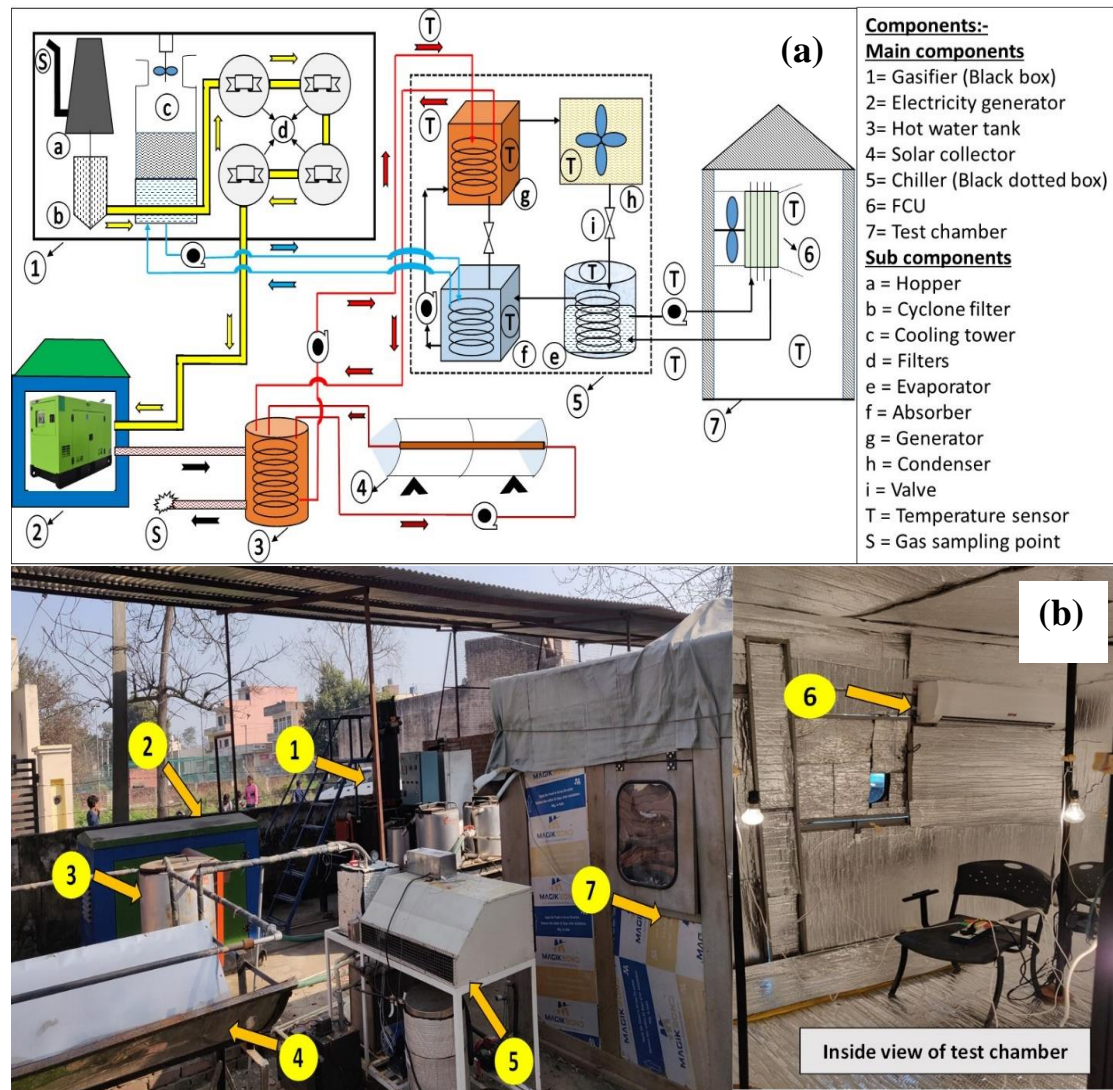 (a)
S
T
c
a
d
b
1
T
T
T
g
h
i
T
T
T
T
T
T
6
f
e
T
T
5
7
4
2
S
3
Components:-
Main components
1= Gasifier (Black box)
2= Electricity generator
3= Hot water tank
4= Solar collector
5= Chiller (Black dotted box)
6= FCU
7= Test chamber
Sub components
a = Hopper
b = Cyclone filter
c = Cooling tower
d = Filters
e = Evaporator
f = Absorber
g = Generator
h = Condenser
i = Valve
T = Temperature sensor
S = Gas sampling point
(b)
1
2
3
4
5
6
7
MAGIK
MAGIKBOND
MAGIKBOND
Inside view of test chamber